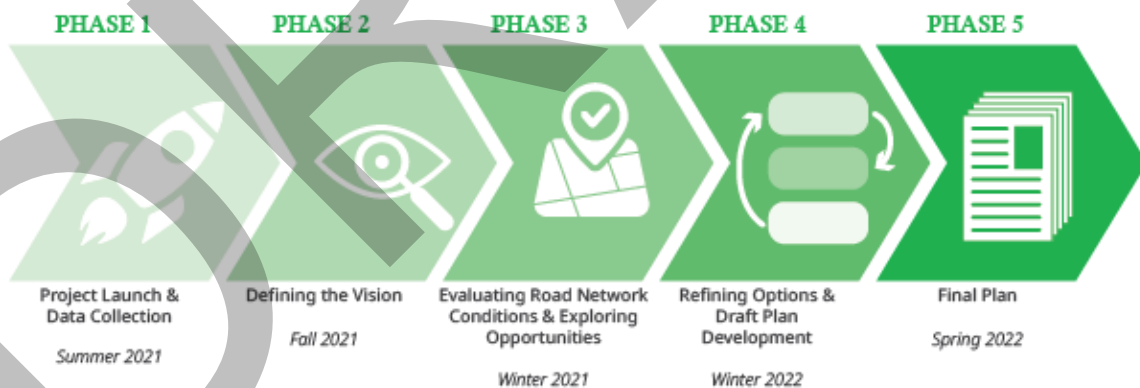 PHASE 1
PHASE 2
PHASE 3
PHASE 4
PHASE 5
Project Launch &
Data Collection
Summer 2021
Defining the Vision
Fall 2021
Evaluating Road Network
Conditions & Exploring
Opportunities
Winter 2021
Refining Options &
Draft Plan
Development
Winter 2022
Final Plan
Spring 2022